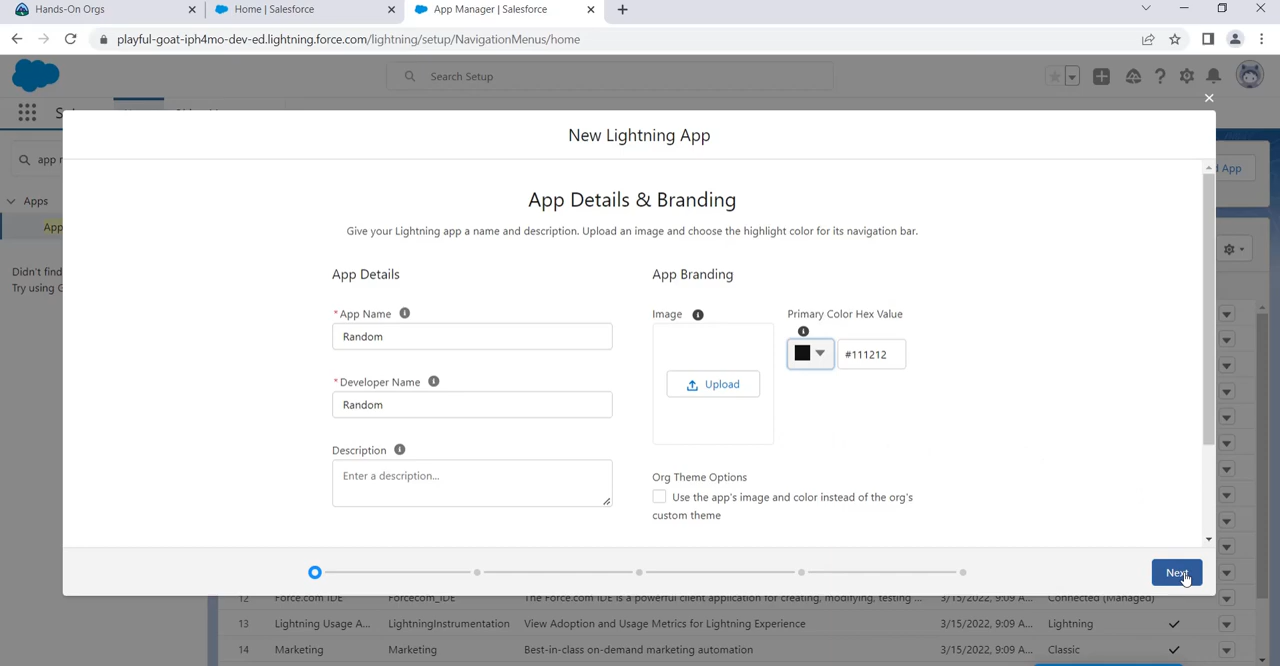 Hands-On Orgs
Home | Salesforce
App Manager | Salesforce
playful-goat-iph4mo-dev-ed.lightning.force.com/lightning/setup/NavigationMenus/home
Search Setup
New Lightning App
App
Apps
App
Didn't find
Try using
App Details & Branding
Give your Lightning app a name and description. Upload an image and choose the highlight color for its navigation bar.
App Details
App Branding
* App Name
Random
Image
Primary Color Hex Value
#111212
Upload
* Developer Name
Random
Description
Enter a description...
Org Theme Options
Use the app's image and color instead of the org's
custom theme
Next
12 Force.com IDE Forcecom_IDE The Force.com IDE is a powerful client application for creating, modifying, testing ... 3/15/2022, 9:09 A... Connected (Managed)
13 Lightning Usage A... LightningInstrumentation View Adoption and Usage Metrics for Lightning Experience 3/15/2022, 9:09 A... Lightning
14 Marketing Marketing Best-in-class on-demand marketing automation 3/15/2022, 9:09 A... Classic